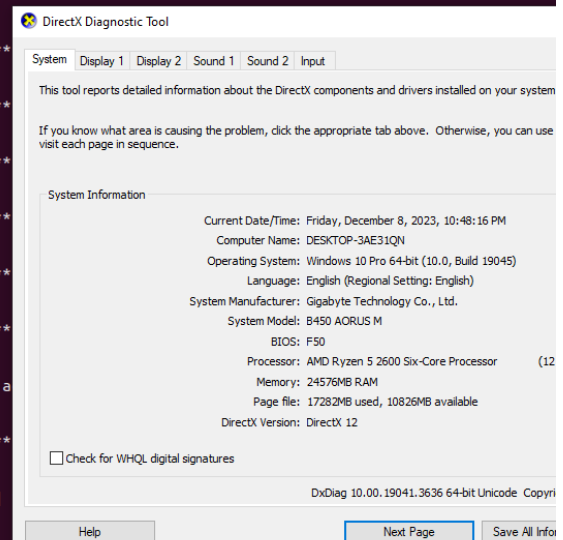 DirectX Diagnostic Tool
System Display 1 Display 2 Sound 1 Sound 2 Input
This tool reports detailed information about the DirectX components and drivers installed on your system
If you know what area is causing the problem, click the appropriate tab above. Otherwise, you can use
visit each page in sequence.
System Information
Current Date/Time: Friday, December 8, 2023, 10:48:16 PM
Computer Name: DESKTOP-3AE31QN
Operating System: Windows 10 Pro 64-bit (10.0, Build 19045)
Language: English (Regional Setting: English)
System Manufacturer: Gigabyte Technology Co., Ltd.
System Model: B450 AORUS M
BIOS: F50
Processor: AMD Ryzen 5 2600 Six-Core Processor (12
Memory: 24576MB RAM
Page file: 17282MB used, 10826MB available
DirectX Version: DirectX 12
Check for WHQL digital signatures
DxDiag 10.00.19041.3636 64-bit Unicode Copyri
Help Next Page Save All Infor